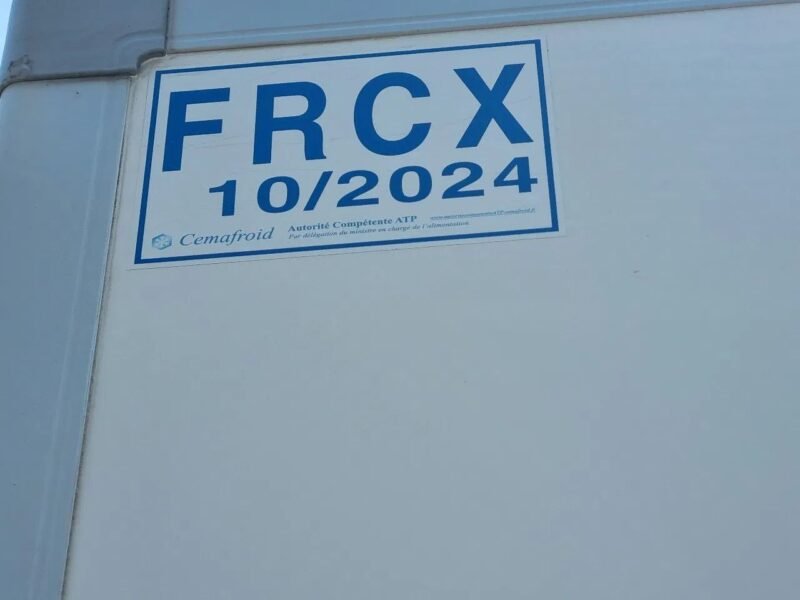 FRCX
10/2024
Cemafroid Autorité Compétente ATP
Par délégation du ministre en charge de l'alimentation